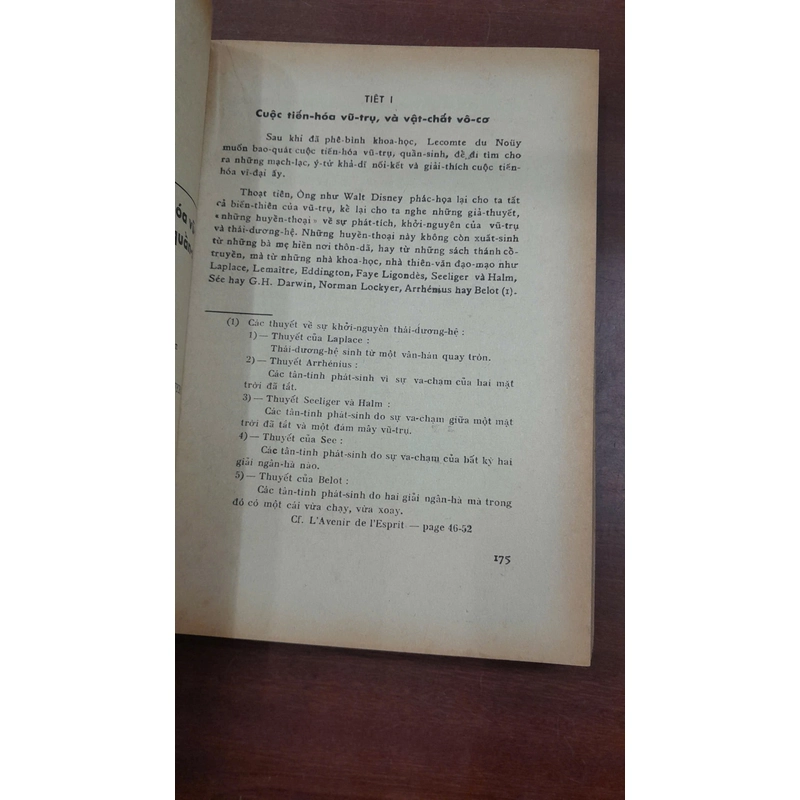 TIẾT I
Cuộc tiến-hóa vũ-trụ, và vật-chất vô-cơ
Sau khi đã phê-bình khoa-học, Lecomte du Noüy
muốn bao-quát cuộc tiến-hóa vũ-trụ, quần-sinh, để đi tìm cho
ra những mạch-lạc, ý-tứ khả-dĩ nối-kết và giải-thích cuộc tiến-
hóa vĩ-đại ấy.
Thoạt tiên, Ông như Walt Disney phác-họa lại cho ta tất
cả biến-thiên của vũ-trụ, kể lại cho ta nghe những giả-thuyết,
«những huyền-thoại» về sự phát-tích, khởi-nguyên của vũ-trụ
và thái-dương-hệ. Những huyền-thoại này không còn xuất-sinh
từ những bà mẹ hiền nơi thôn-dã, hay từ những sách thánh cổ-
truyền, mà từ những nhà khoa-học, nhà thiên-văn đạo-mạo như
Laplace, Lemaître, Eddington, Faye Ligondès, Seeliger và Halm,
Sée hay G.H. Darwin, Norman Lockyer, Arrhénius hay Belot (1).
(1) Các thuyết về sự khởi-nguyên thái-dương-hệ :
1) — Thuyết của Laplace :
Thái-dương-hệ sinh từ một vân-hán quay tròn.
2) — Thuyết Arrhénius :
Các tân-tinh phát-sinh vì sự va-chạm của hai mặt
trời đã tắt.
3) — Thuyết Seeliger và Halm :
Các tân-tinh phát-sinh do sự va-chạm giữa một mặt
trời đã tắt và một đám mây vũ-trụ.
4) — Thuyết của See :
Các tân-tinh phát-sinh do sự va-chạm của bất kỳ hai
giải ngân-hà nào.
5) — Thuyết của Belot :
Các tân-tinh phát-sinh do hai giải ngân-hà mà trong
đó có một cái vừa chạy, vừa xoay.
Cf. L'Avenir de l'Esprit — page 46-52
175